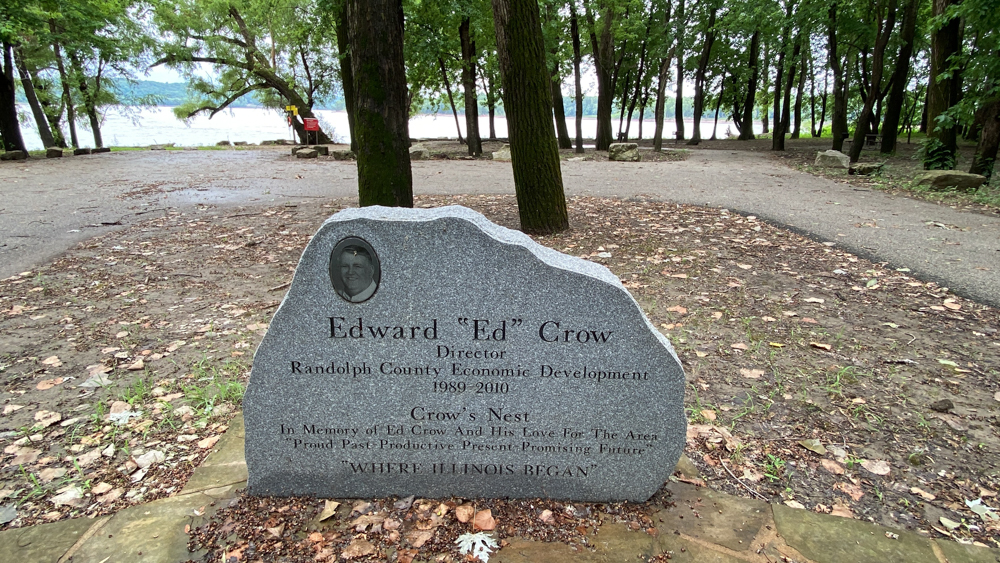 Edward "Ed" Crow
Director
Randolph County Economic Development
1989-2010
Crow's Nest
In Memory of Ed Crow And His Love For The Area
"Proud Past-Productive Present-Promising Future"
"WHERE ILLINOIS BEGAN"